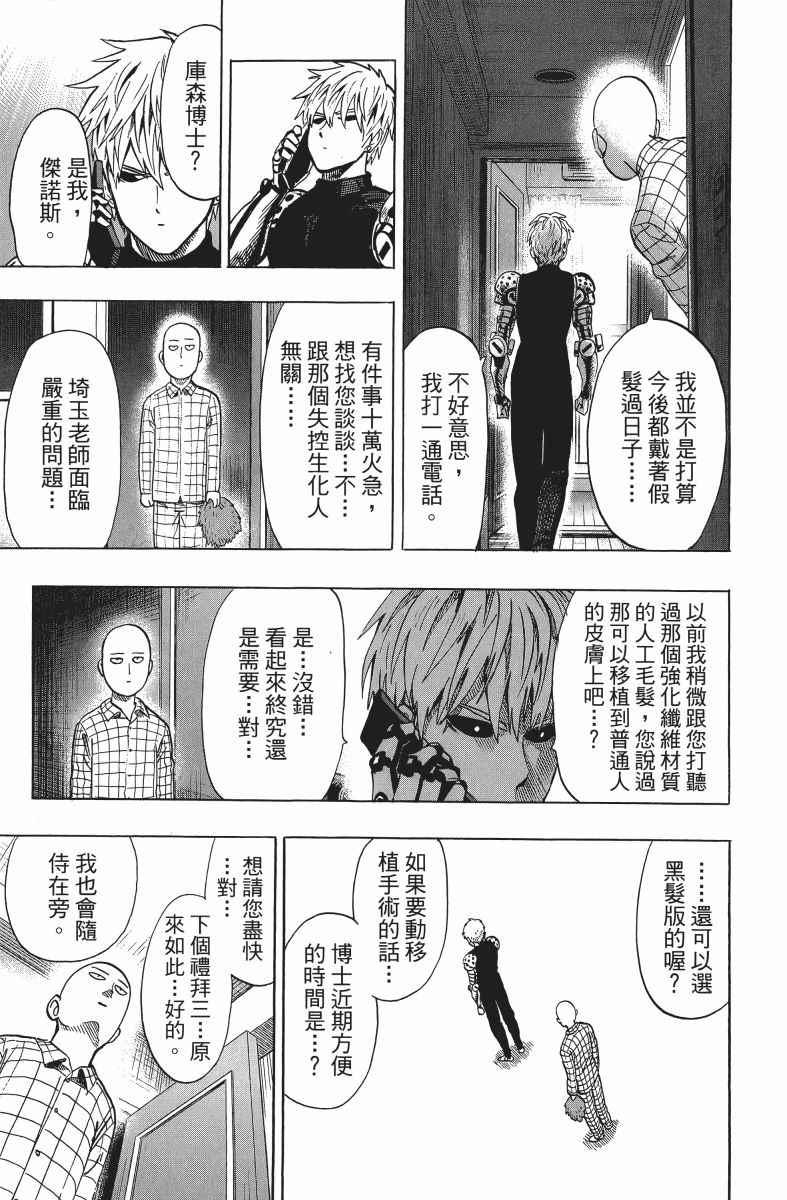 我並不是打算
今後都戴著假
髮過日子……
不好意思，
我打一通電話。
庫森博士？
是我，
傑諾斯。
有件事十萬火急，
想找您談談…不…
跟那個失控生化人
無關……
埼玉老師面臨
嚴重的問題…
以前我稍微跟您打聽
過那個強化纖維材質
的人工毛髮，您說過
那可以移植到普通人
的皮膚上吧…？
是…沒錯…
看起來終究還
是需要…對…
……還可以選
黑髮版的喔？
如果要動移
植手術的話…
博士近期方便
的時間是…？
想請您盡快
…對…
下個禮拜三…原
來如此…好的。
我也會隨
侍在旁。